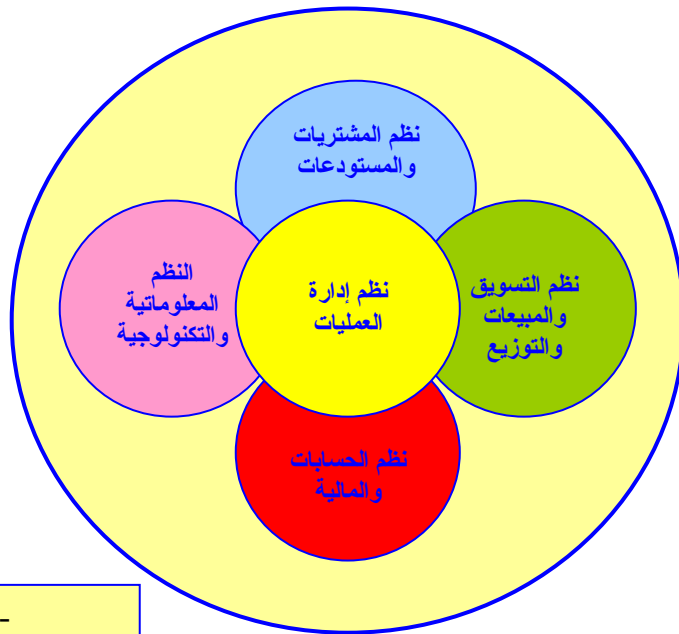 نظم المشتريات
والمستودعات
نظم التسويق
والمبيعات
والتوزيع
نظم إدارة
العمليات
النظم
المعلوماتية
والتكنولوجية
نظم الحسابات
والمالية